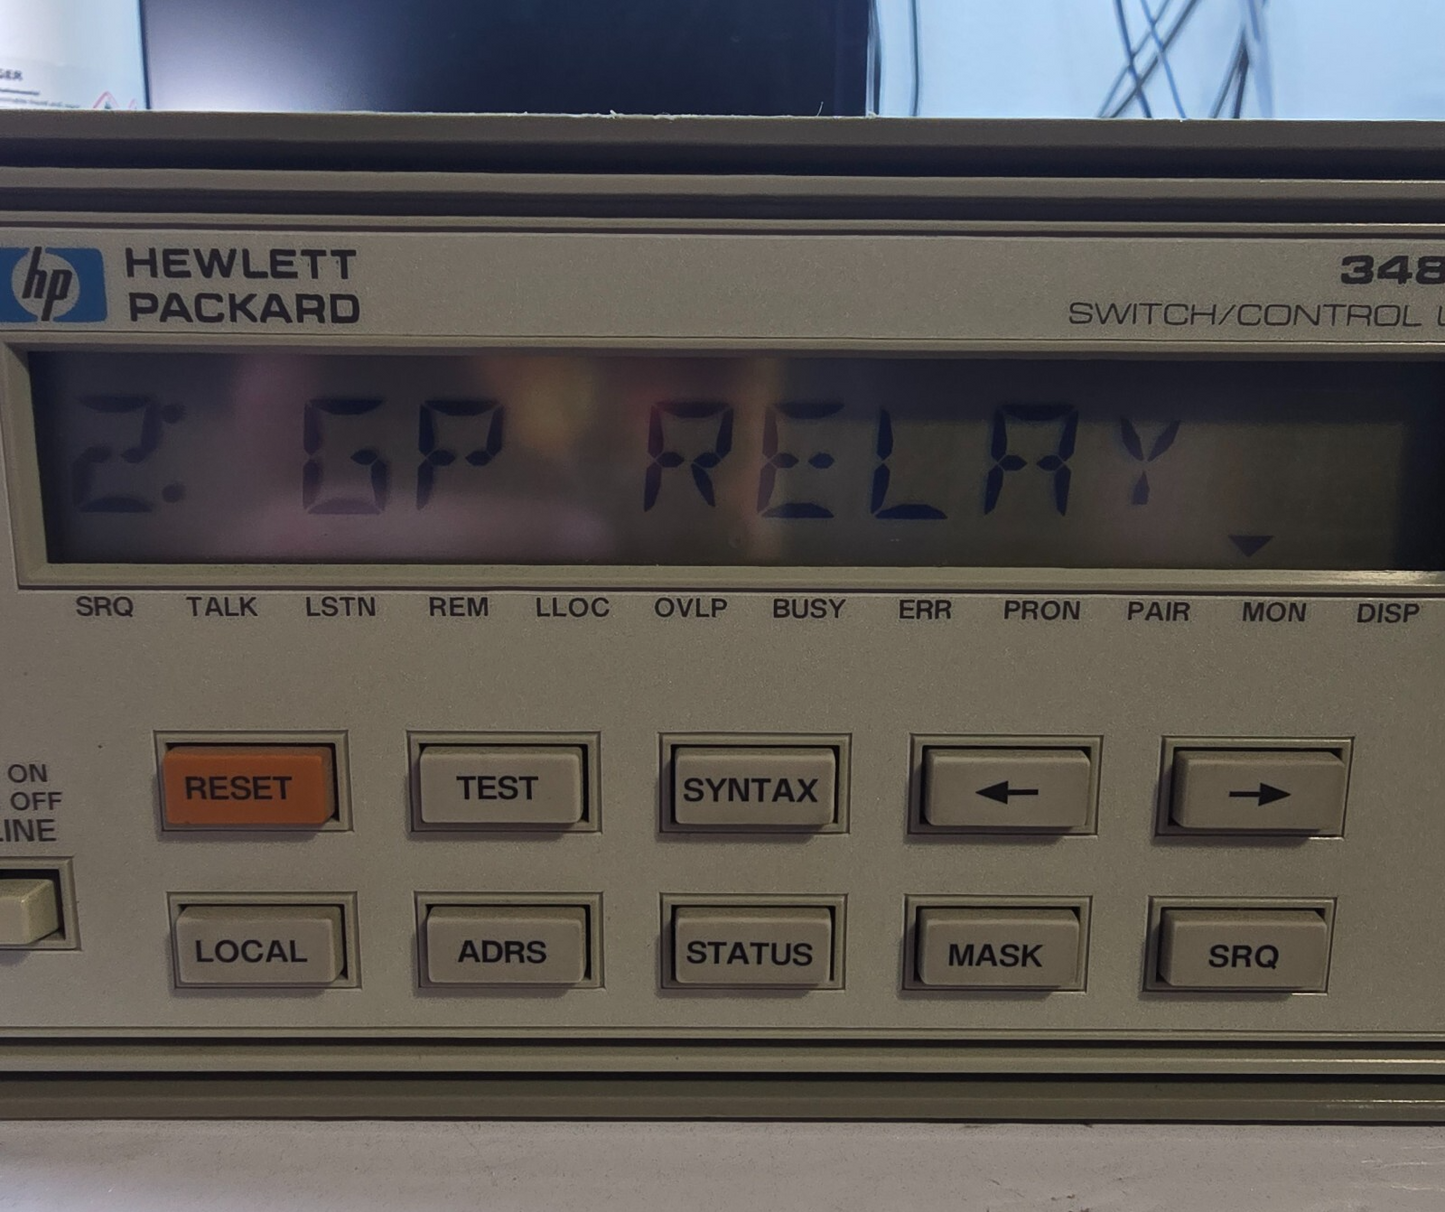 GER
hp HEWLETT
PACKARD
348
SWITCH/CONTROL
2: GP RELAY
SRQ TALK LSTN REM LLOC OVLP BUSY ERR PRON PAIR MON DISP
ON
OFF
LINE
RESET TEST SYNTAX ← →
LOCAL ADRS STATUS MASK SRQ